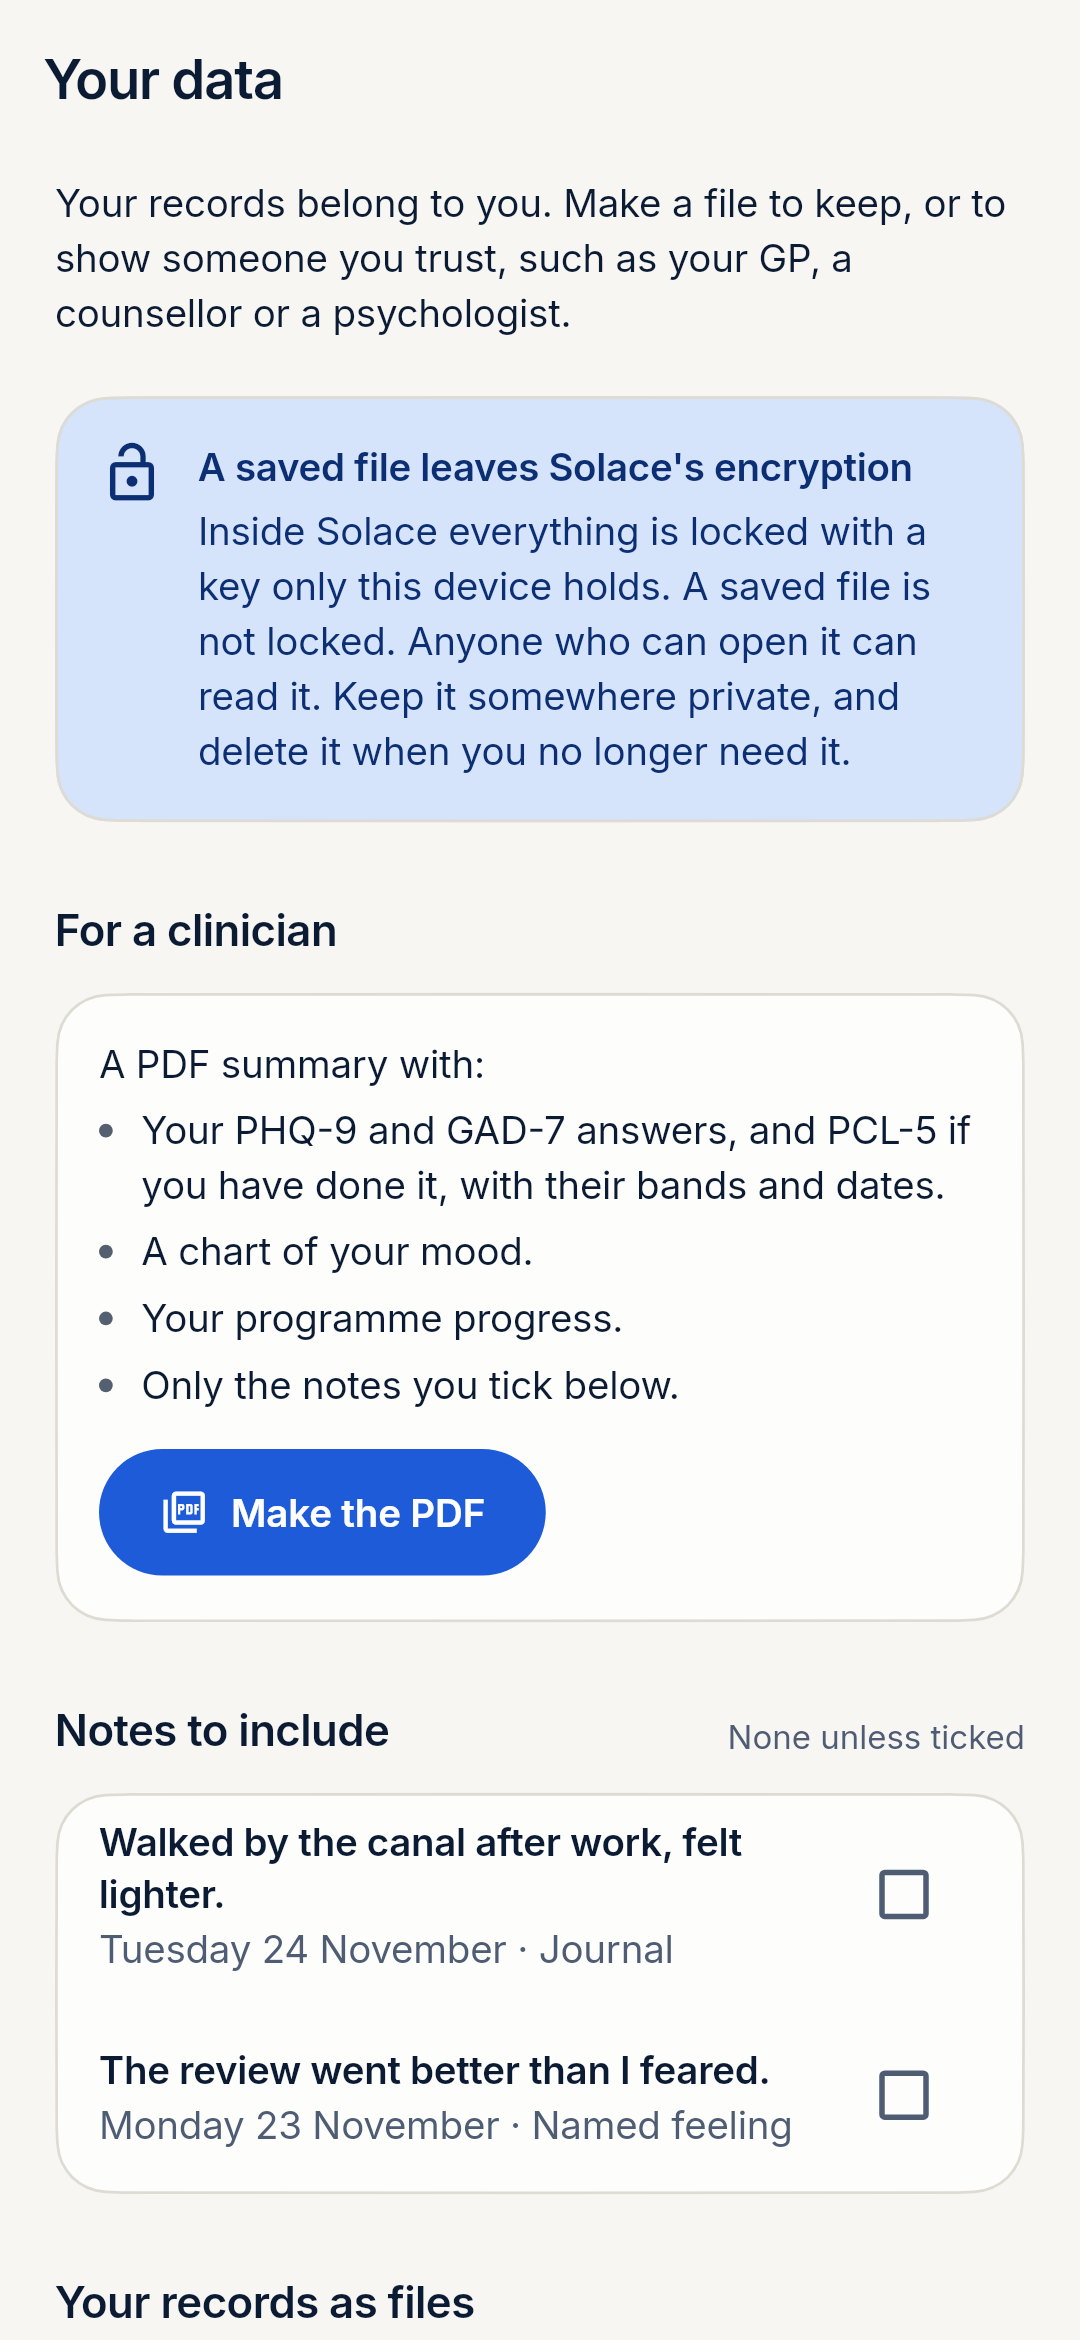 Your data
Your records belong to you. Make a file to keep, or to
show someone you trust, such as your GP, a
counsellor or a psychologist.
A saved file leaves Solace's encryption
Inside Solace everything is locked with a
key only this device holds. A saved file is
not locked. Anyone who can open it can
read it. Keep it somewhere private, and
delete it when you no longer need it.
For a clinician
A PDF summary with:
• Your PHQ-9 and GAD-7 answers, and PCL-5 if
you have done it, with their bands and dates.
• A chart of your mood.
• Your programme progress.
• Only the notes you tick below.
PDF Make the PDF
Notes to include
None unless ticked
Walked by the canal after work, felt
lighter.
Tuesday 24 November · Journal
The review went better than I feared.
Monday 23 November · Named feeling
Your records as files